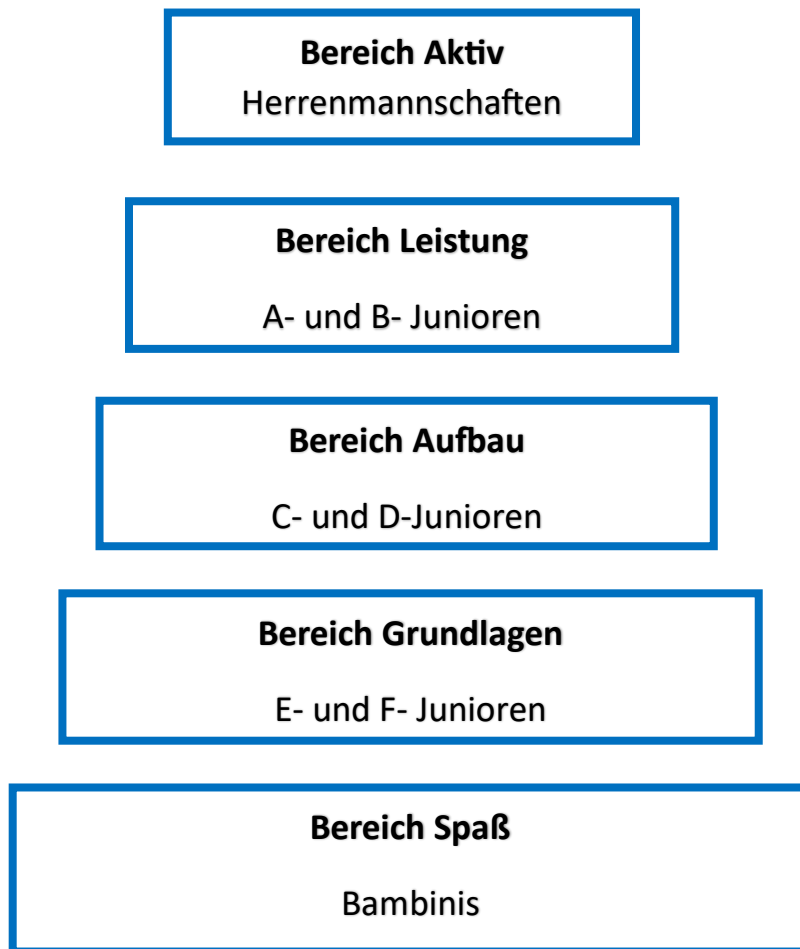 Bereich Aktiv
Herrenmannschaften
Bereich Leistung
A- und B- Junioren
Bereich Aufbau
C- und D-Junioren
Bereich Grundlagen
E- und F- Junioren
Bereich Spaß
Bambinis